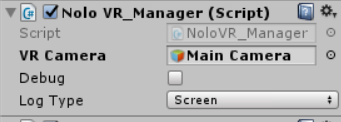 Nolo VR_Manager (Script)
Script NoloVR_Manager
VR Camera Main Camera
Debug
Log Type Screen